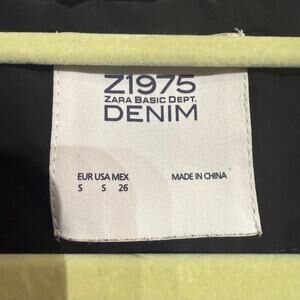 Z1975
ZARA BASIC DEPT.
DENIM
EUR USA MEX
S S 26
MADE IN CHINA